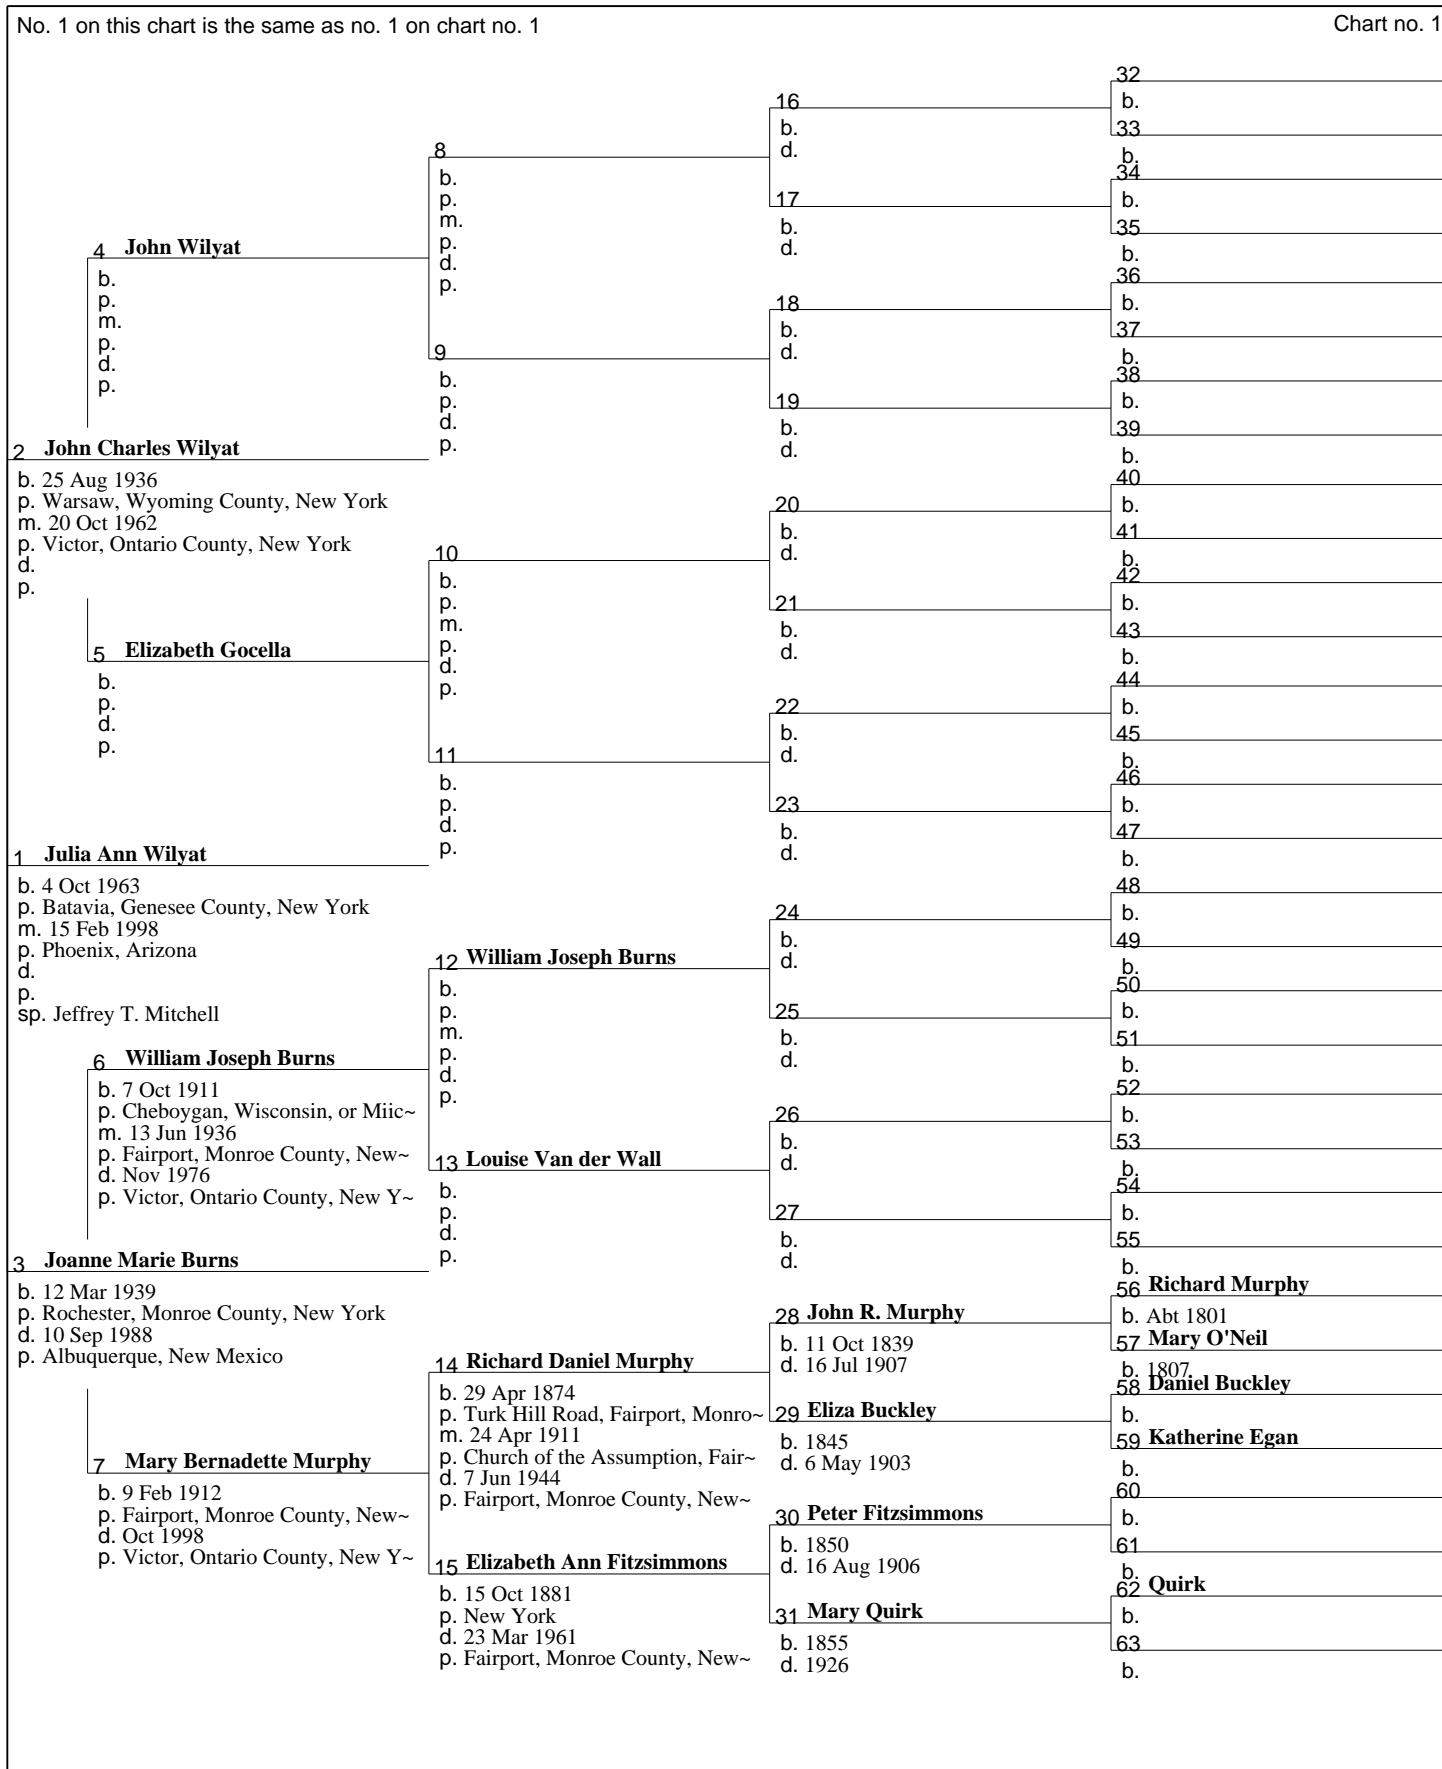 No. 1 on this chart is the same as no. 1 on chart no. 1
Chart no. 1
2 John Charles Wilyat
b. 25 Aug 1936
p. Warsaw, Wyoming County, New York
m. 20 Oct 1962
p. Victor, Ontario County, New York
d.
p.
1 Julia Ann Wilyat
b. 4 Oct 1963
p. Batavia, Genesee County, New York
m. 15 Feb 1998
p. Phoenix, Arizona
d.
p.
sp. Jeffrey T. Mitchell
3 Joanne Marie Burns
b. 12 Mar 1939
p. Rochester, Monroe County, New York
d. 10 Sep 1988
p. Albuquerque, New Mexico
4 John Wilyat
b.
p.
m.
p.
d.
p.
5 Elizabeth Gocella
b.
p.
d.
p.
6 William Joseph Burns
b. 7 Oct 1911
p. Cheboygan, Wisconsin, or Miic~
m. 13 Jun 1936
p. Fairport, Monroe County, New~
d. Nov 1976
p. Victor, Ontario County, New Y~
7 Mary Bernadette Murphy
b. 9 Feb 1912
p. Fairport, Monroe County, New~
d. Oct 1998
p. Victor, Ontario County, New Y~
8
b.
p.
m.
p.
d.
p.
9
b.
p.
d.
p.
10
b.
p.
m.
p.
d.
p.
11
b.
p.
d.
p.
12 William Joseph Burns
b.
p.
m.
p.
d.
p.
13 Louise Van der Wall
b.
p.
d.
p.
14 Richard Daniel Murphy
b. 29 Apr 1874
p. Turk Hill Road, Fairport, Monro~
m. 24 Apr 1911
p. Church of the Assumption, Fair~
d. 7 Jun 1944
p. Fairport, Monroe County, New~
15 Elizabeth Ann Fitzsimmons
b. 15 Oct 1881
p. New York
d. 23 Mar 1961
p. Fairport, Monroe County, New~
16
b.
d.
17
b.
d.
18
b.
d.
19
b.
d.
20
b.
d.
21
b.
d.
22
b.
d.
23
b.
d.
24
b.
d.
25
b.
d.
26
b.
d.
27
b.
d.
28 John R. Murphy
b. 11 Oct 1839
d. 16 Jul 1907
29 Eliza Buckley
b. 1845
d. 6 May 1903
30 Peter Fitzsimmons
b. 1850
d. 16 Aug 1906
31 Mary Quirk
b. 1855
d. 1926
32
b.
33
b.
34
b.
35
b.
36
b.
37
b.
38
b.
39
b.
40
b.
41
b.
42
b.
43
b.
44
b.
45
b.
46
b.
47
b.
48
b.
49
b.
50
b.
51
b.
52
b.
53
b.
54
b.
55
b.
56 Richard Murphy
b. Abt 1801
57 Mary O'Neil
b. 1807
58 Daniel Buckley
b.
59 Katherine Egan
b.
60
b.
61
b.
62 Quirk
b.
63
b.